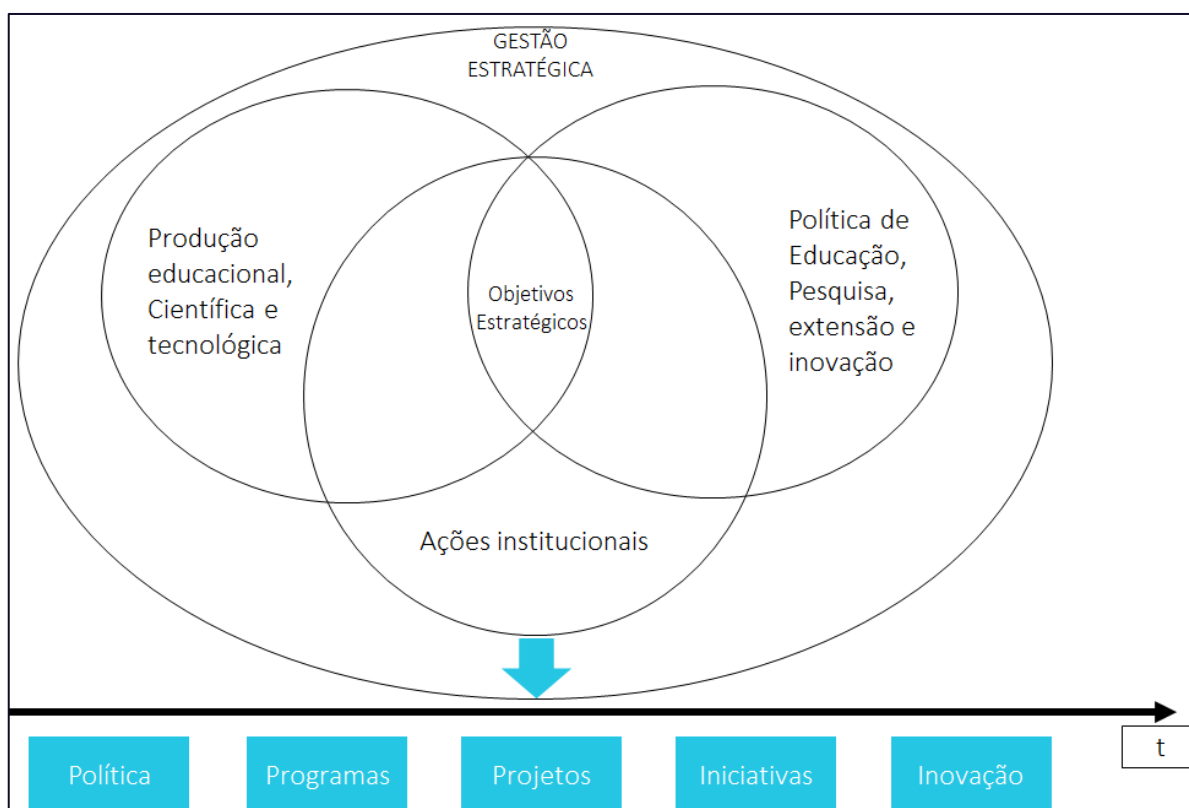 GESTÃO
ESTRATÉGICA
Produção
educacional,
Científica e
tecnológica
Objetivos
Estratégicos
Política de
Educação,
Pesquisa,
extensão e
inovação
Ações institucionais
t
Política
Programas
Projetos
Iniciativas
Inovação